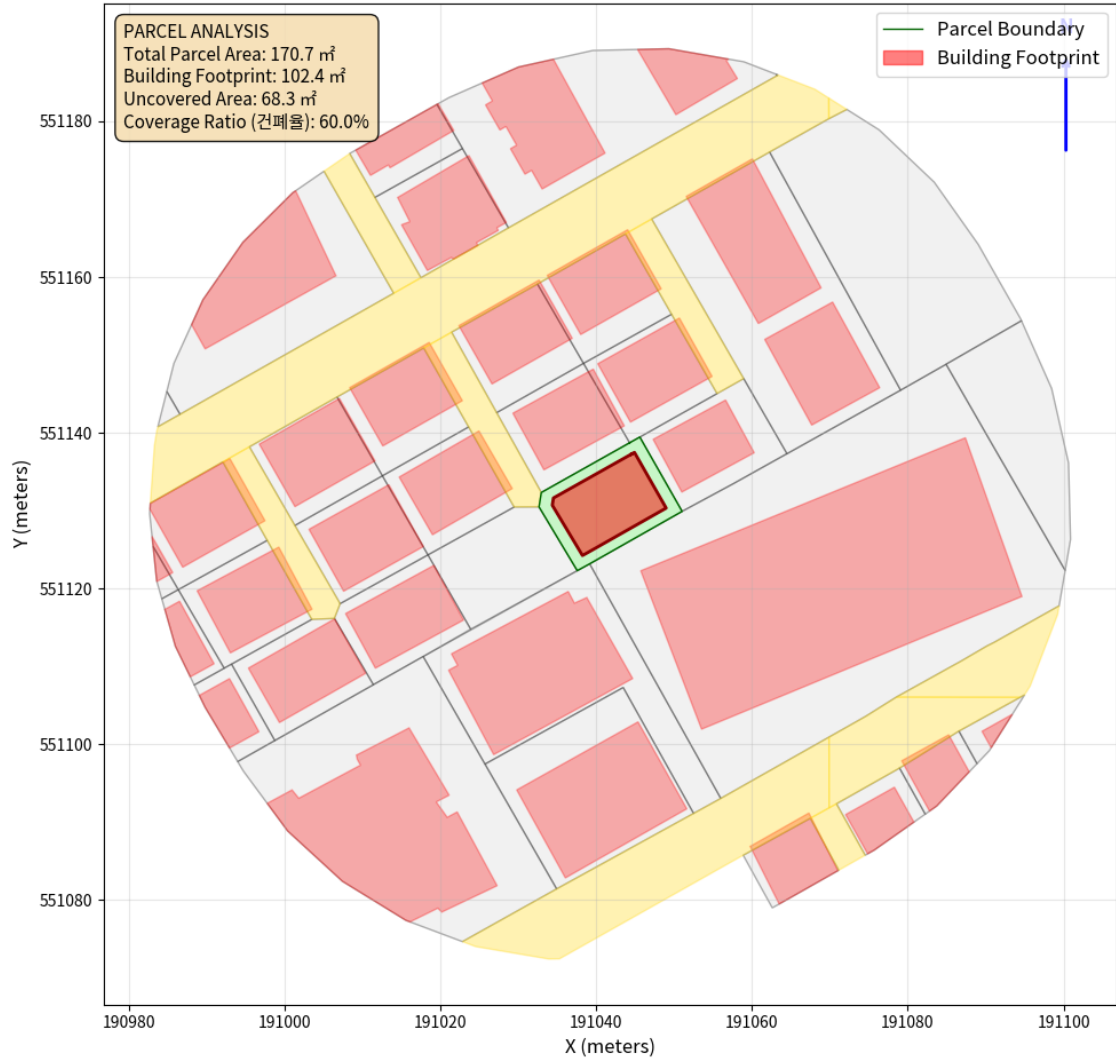 PARCEL ANALYSIS
Total Parcel Area: 170.7 ㎡
Building Footprint: 102.4 ㎡
Uncovered Area: 68.3 ㎡
Coverage Ratio (건폐율): 60.0%
Parcel Boundary
Building Footprint
N
551180
551160
551140
551120
551100
551080
Y (meters)
190980
191000
191020
191040
191060
191080
191100
X (meters)